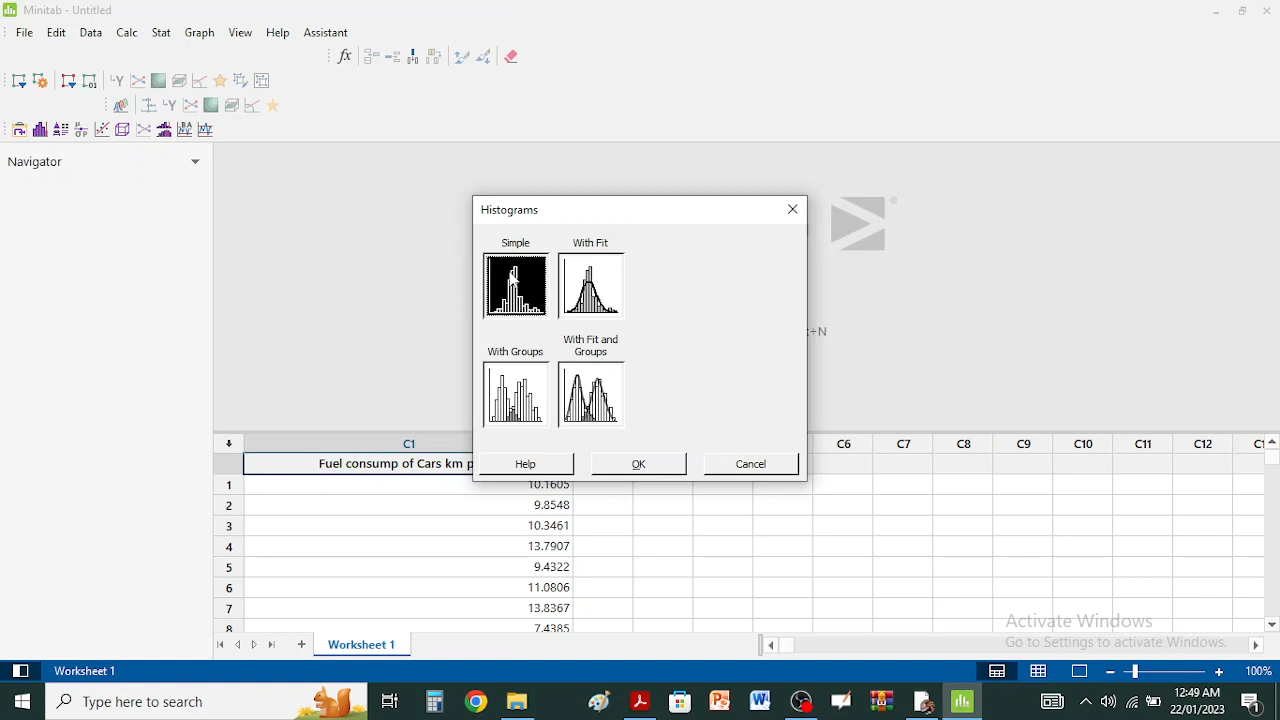 Minitab - Untitled
File Edit Data Calc Stat Graph View Help Assistant
fx
Navigator
®
Histograms
Simple With Fit
With Groups With Fit and Groups
Help OK Cancel
t+N
C1 C6 C7 C8 C9 C10 C11 C12 C1
Fuel consump of Cars km p
1 10.1605
2 9.8548
3 10.3461
4 13.7907
5 9.4322
6 11.0806
7 13.8367
8 7.4385
Activate Windows
Go to Settings to activate Windows.
Worksheet 1
Worksheet 1 100%
Type here to search
12:49 AM
22/01/2023